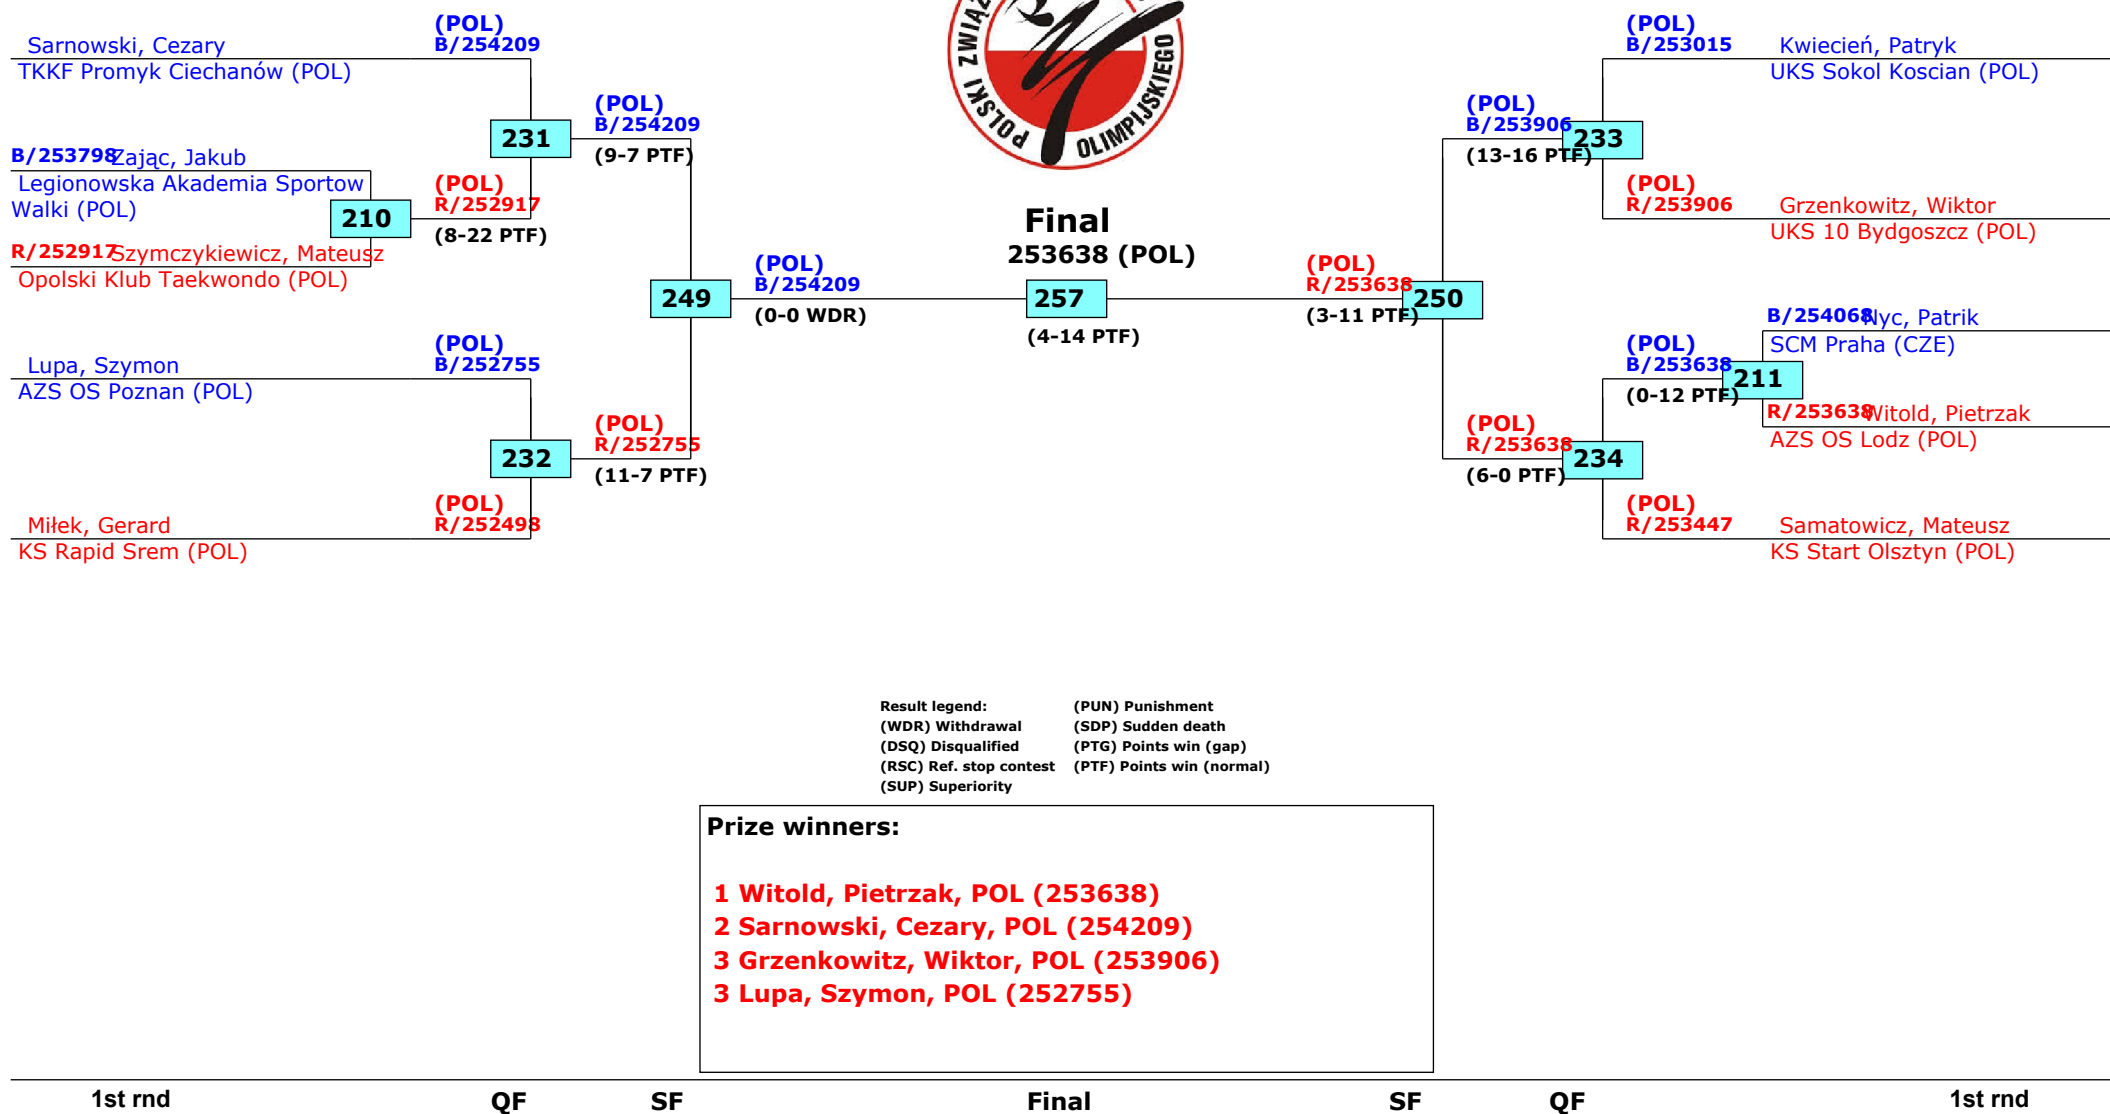 (POL)
B/254209
Sarnowski, Cezary
TKKF Promyk Ciechanów (POL)
231
(POL)
B/254209
(9-7 PTF)
B/253798 Zając, Jakub
Legionowska Akademia Sportow
Walki (POL)
210
(POL)
R/252917
(8-22 PTF)
R/252917 Szymczykiewicz, Mateusz
Opolski Klub Taekwondo (POL)
249
(POL)
B/254209
(0-0 WDR)
(POL)
B/252755
Lupa, Szymon
AZS OS Poznan (POL)
232
(POL)
R/252755
(11-7 PTF)
(POL)
R/252498
Miłek, Gerard
KS Rapid Srem (POL)
POLSKI
OLIMPIJSKIEGO
Final
253638 (POL)
257
(4-14 PTF)
(POL)
B/253015
Kwiecień, Patryk
UKS Sokol Koscian (POL)
(POL)
B/253906
233
(13-16 PTF)
(POL)
R/253906
Grzenkowitz, Wiktor
UKS 10 Bydgoszcz (POL)
(POL)
R/253638
250
(3-11 PTF)
B/254068 Nyc, Patrik
SCM Praha (CZE)
(POL)
B/253638
211
(0-12 PTF)
R/253638 Witold, Pietrzak
AZS OS Lodz (POL)
(POL)
R/253638
234
(6-0 PTF)
(POL)
R/253447
Samatowicz, Mateusz
KS Start Olsztyn (POL)
Result legend:
(WDR) Withdrawal
(DSQ) Disqualified
(RSC) Ref. stop contest
(SUP) Superiority
(PUN) Punishment
(SDP) Sudden death
(PTG) Points win (gap)
(PTF) Points win (normal)
Prize winners:
1 Witold, Pietrzak, POL (253638)
2 Sarnowski, Cezary, POL (254209)
3 Grzenkowitz, Wiktor, POL (253906)
3 Lupa, Szymon, POL (252755)
1st rnd QF SF Final SF QF 1st rnd